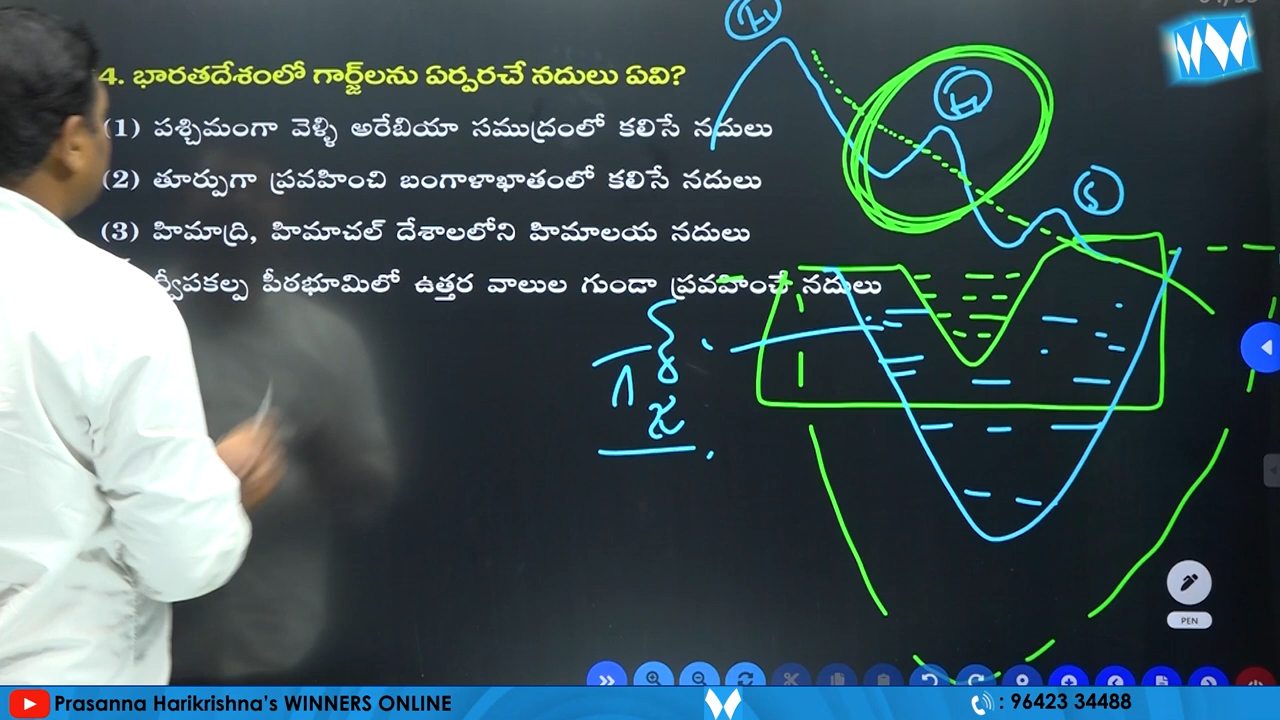 4. భారతదేశంలో గార్జ్‌లను ఏర్పరచే నదులు ఏవి?
(1) పశ్చిమంగా వెళ్ళి అరేబియా సముద్రంలో కలిసే నదులు
(2) తూర్పుగా ప్రవహించి బంగాళాఖాతంలో కలిసే నదులు
(3) హిమాద్రి, హిమాచల్ దేశాలలోని హిమాలయ నదులు
పీఠభూమిలో ఉత్తర వాలుల గుండా ప్రవహించే నదులు
PEN
Prasanna Harikrishna's WINNERS ONLINE
: 96423 34488